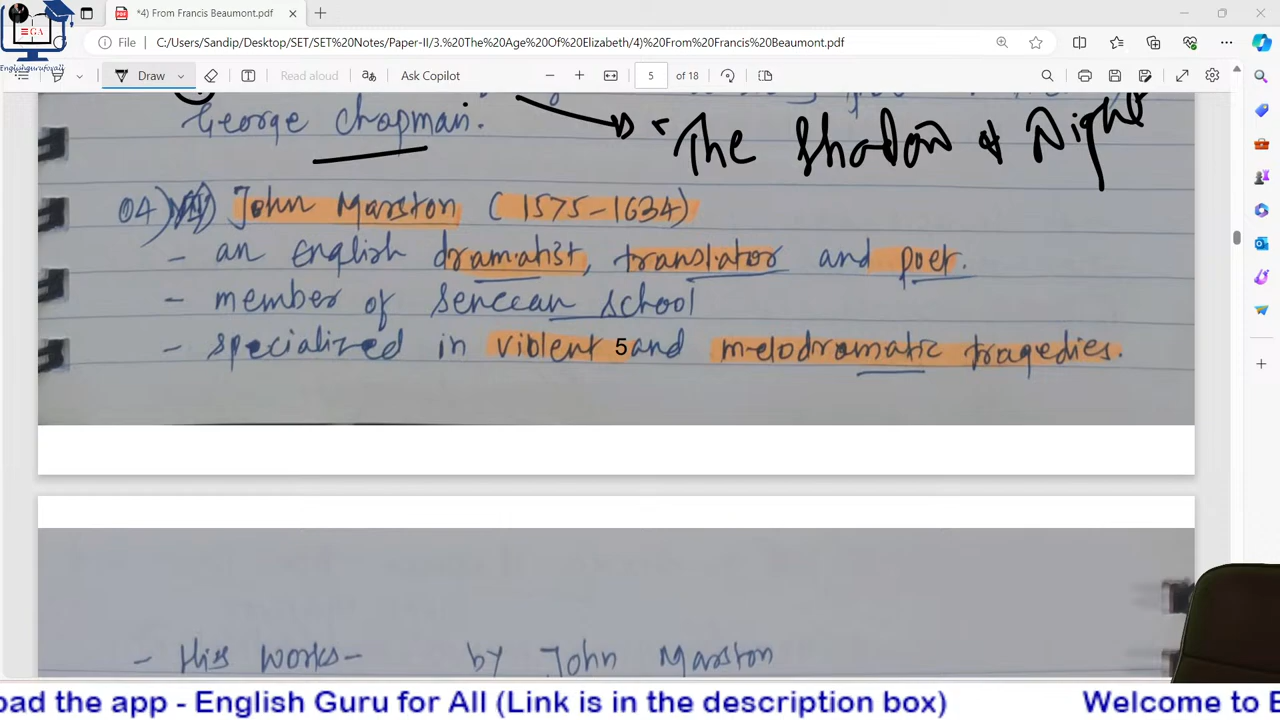 *4) From Francis Beaumont.pdf
File
C:/Users/Sandip/Desktop/SET/SET%20Notes/Paper-II/3.%20The%20Age%20Of%20Elizabeth/4)%20From%20Francis%20Beaumont.pdf
Draw
Read aloud
Ask Copilot
5 of 18
EGA
Englishguruforall
George Chapman.
"The Shadow & Night
04) John Marston (1575-1634)
- an english dramatist, translator and poet.
- member of Senecan school
- specialized in violent and melodramatic tragedies.
5
- His works- by John Marston
oad the app - English Guru for All (Link is in the description box) Welcome to E